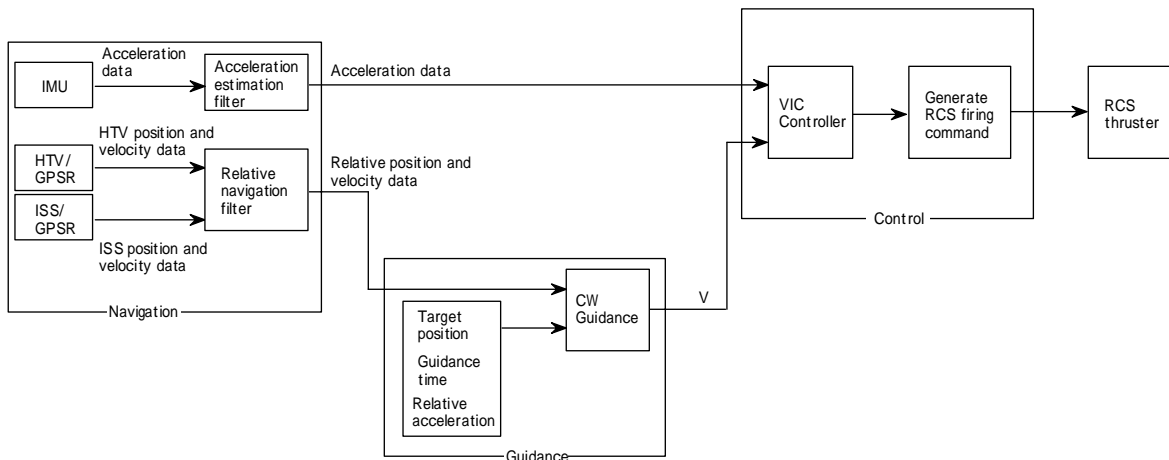 Acceleration
data
IMU
Acceleration
estimation
filter
Acceleration data
HTV position and
velocity data
HTV/
GPSR
ISS/
GPSR
Relative
navigation
filter
ISS position and
velocity data
Relative position and
velocity data
Navigation
Target
position
Guidance
time
Relative
acceleration
CW
Guidance
V
Guidance
VIC
Controller
Generate
RCS firing
command
Control
RCS
thruster